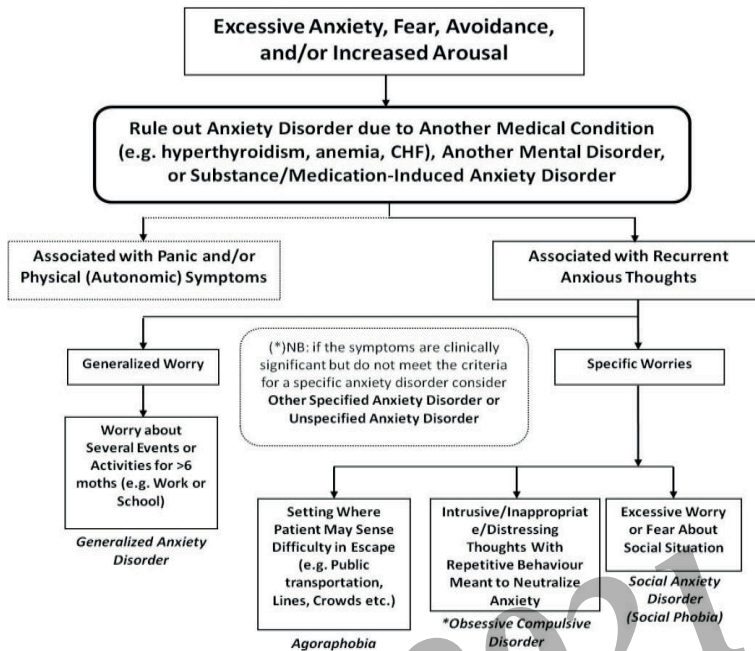 Excessive Anxiety, Fear, Avoidance,
and/or Increased Arousal
Rule out Anxiety Disorder due to Another Medical Condition
(e.g. hyperthyroidism, anemia, CHF), Another Mental Disorder,
or Substance/Medication-Induced Anxiety Disorder
Associated with Panic and/or
Physical (Autonomic) Symptoms
Associated with Recurrent
Anxious Thoughts
Generalized Worry
(*)NB: if the symptoms are clinically
significant but do not meet the criteria
for a specific anxiety disorder consider
Other Specified Anxiety Disorder or
Unspecified Anxiety Disorder
Specific Worries
Worry about
Several Events or
Activities for >6
moths (e.g. Work or
School)
Generalized Anxiety
Disorder
Setting Where
Patient May Sense
Difficulty in Escape
(e.g. Public
transportation,
Lines, Crowds etc.)
Agoraphobia
Intrusive/Inappropriat
e/Distressing
Thoughts With
Repetitive Behaviour
Meant to Neutralize
Anxiety
*Obsessive Compulsive
Disorder
Excessive Worry
or Fear About
Social Situation
Social Anxiety
Disorder
(Social Phobia)
2021